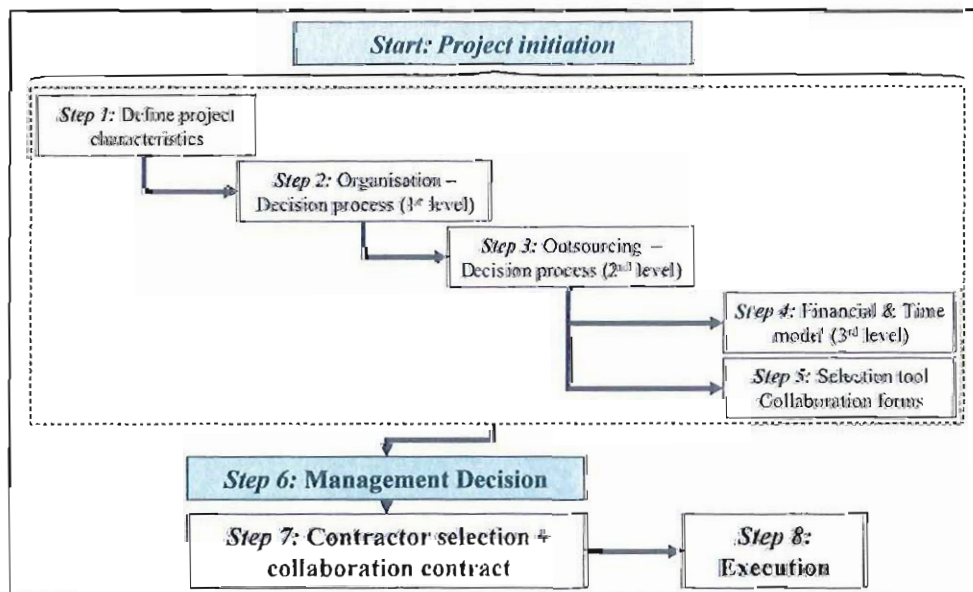 Start: Project initiation
Step 1: Define project
characteristics
Step 2: Organisation –
Decision process (1st level)
Step 3: Outsourcing –
Decision process (2nd level)
Step 4: Financial & Time
model (3rd level)
Step 5: Selection tool
Collaboration forms
Step 6: Management Decision
Step 7: Contractor selection +
collaboration contract
Step 8:
Execution